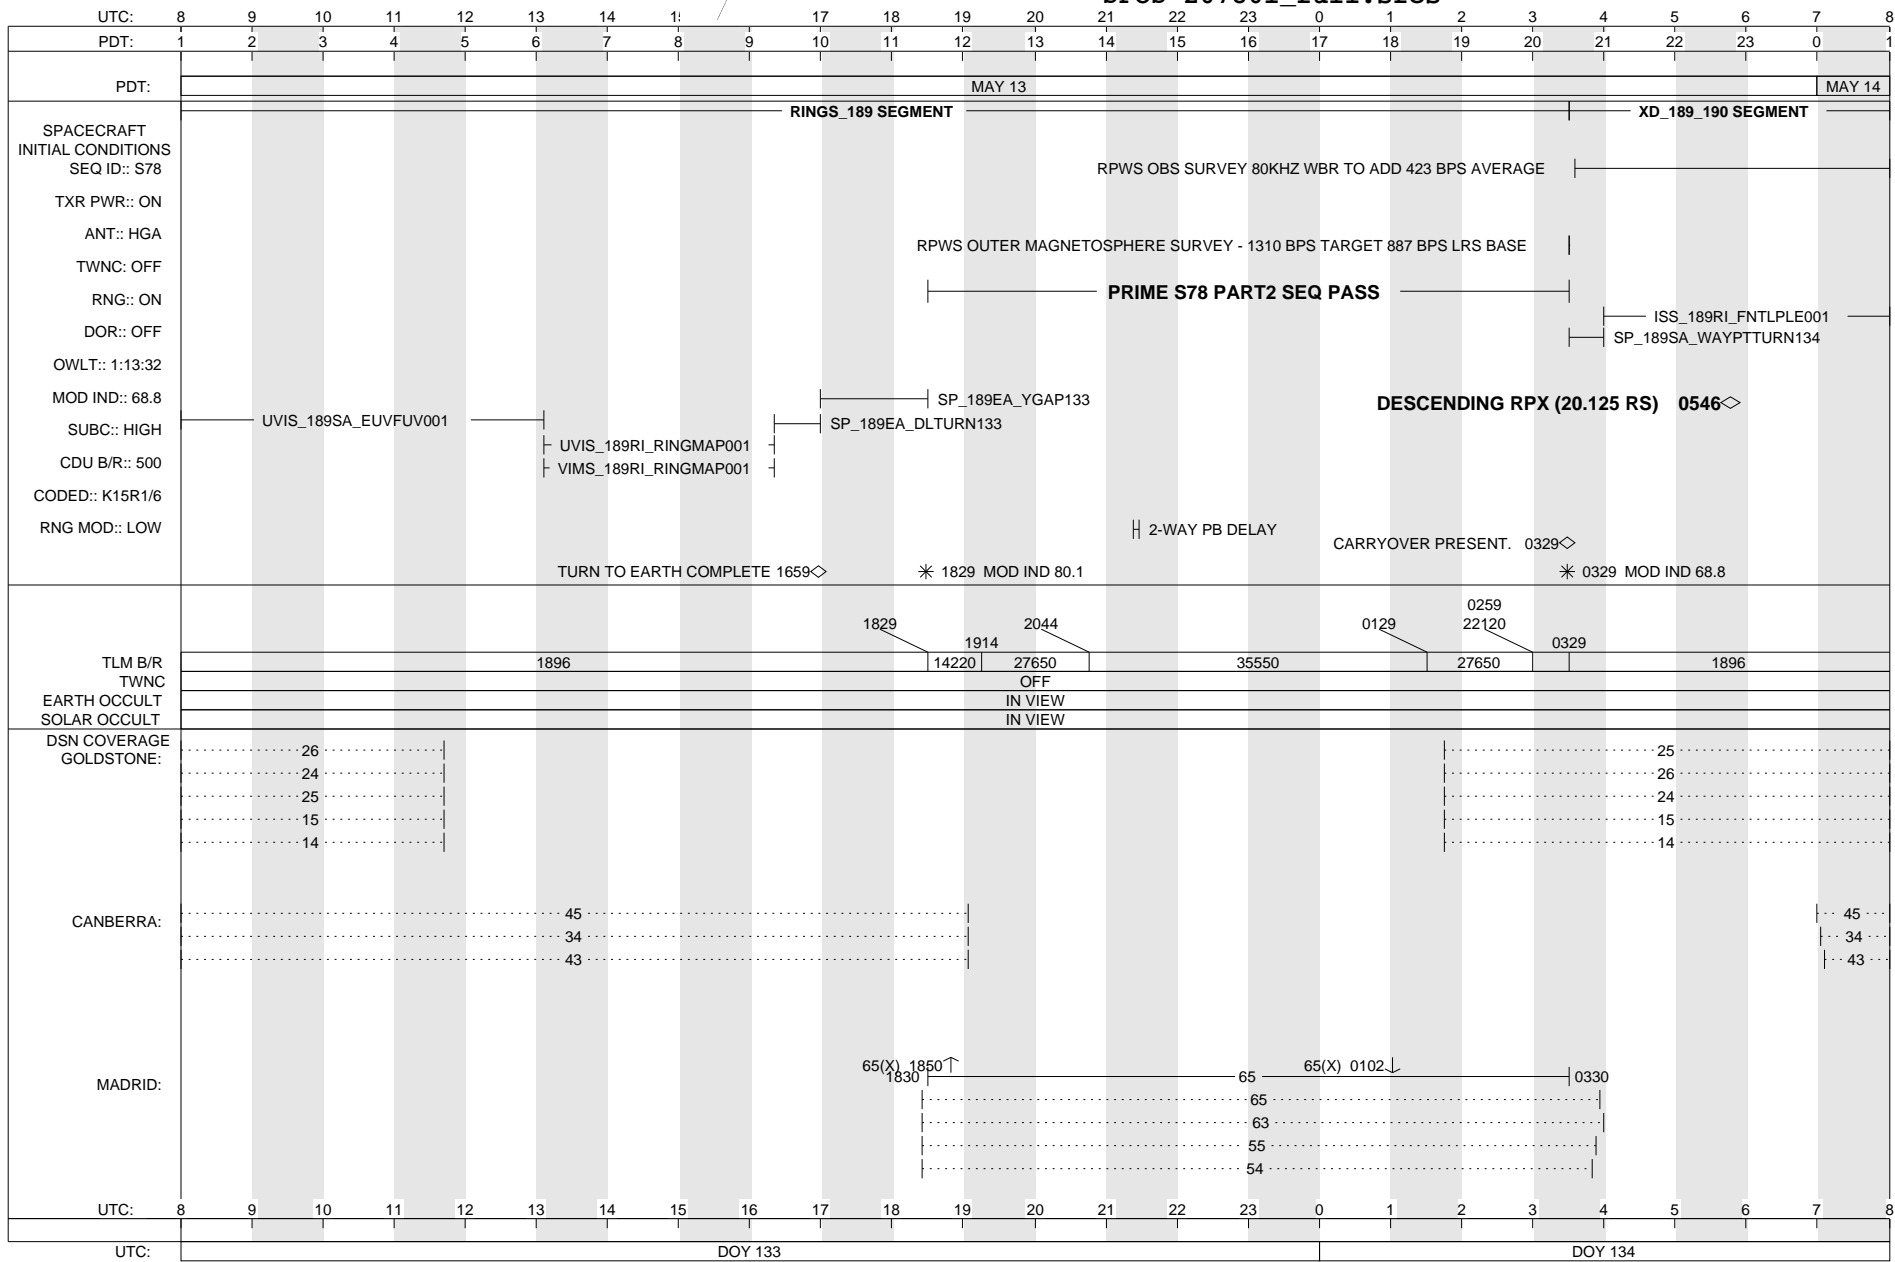 UTC: 8 9 10 11 12 13 14 17 18 19 20 21 22 23 0 1 2 3 4 5 6 7 8
PDT: 1 2 3 4 5 6 7 8 9 10 11 12 13 14 15 16 17 18 19 20 21 22 23 0 1
PDT: MAY 13 MAY 14
RINGS_189 SEGMENT XD_189_190 SEGMENT
SPACECRAFT
INITIAL CONDITIONS
SEQ ID:: S78
RPWS OBS SURVEY 80KHZ WBR TO ADD 423 BPS AVERAGE
TXR PWR:: ON
ANT:: HGA
RPWS OUTER MAGNETOSPHERE SURVEY - 1310 BPS TARGET 887 BPS LRS BASE
TWNC: OFF
RNG:: ON
PRIME S78 PART2 SEQ PASS
ISS_189RI_FNTLPLE001
DOR:: OFF
SP_189SA_WAYPTTURN134
OWLT:: 1:13:32
MOD IND:: 68.8
SP_189EA_YGAP133
DESCENDING RPX (20.125 RS) 0546
UVIS_189SA_EUVFUV001
SP_189EA_DLTURN133
SUBC:: HIGH
UVIS_189RI_RINGMAP001
CDU B/R:: 500
VIMS_189RI_RINGMAP001
CODED:: K15R1/6
RNG MOD:: LOW
2-WAY PB DELAY
CARRYOVER PRESENT. 0329
TURN TO EARTH COMPLETE 1659
1829 MOD IND 80.1
0329 MOD IND 68.8
0259
1829 2044 0129 22120
1914 0329
TLM B/R 1896 14220 27650 35550 27650 1896
TWNC OFF
EARTH OCCULT IN VIEW
SOLAR OCCULT IN VIEW
DSN COVERAGE
GOLDSTONE:
26 25
24 26
25 24
15 15
14 14
CANBERRA:
45 45
34 34
43 43
65(X) 1850 65(X) 0102
MADRID:
1830 65 0330
65
63
55
54
UTC: 8 9 10 11 12 13 14 15 16 17 18 19 20 21 22 23 0 1 2 3 4 5 6 7 8
UTC: DOY 133 DOY 134